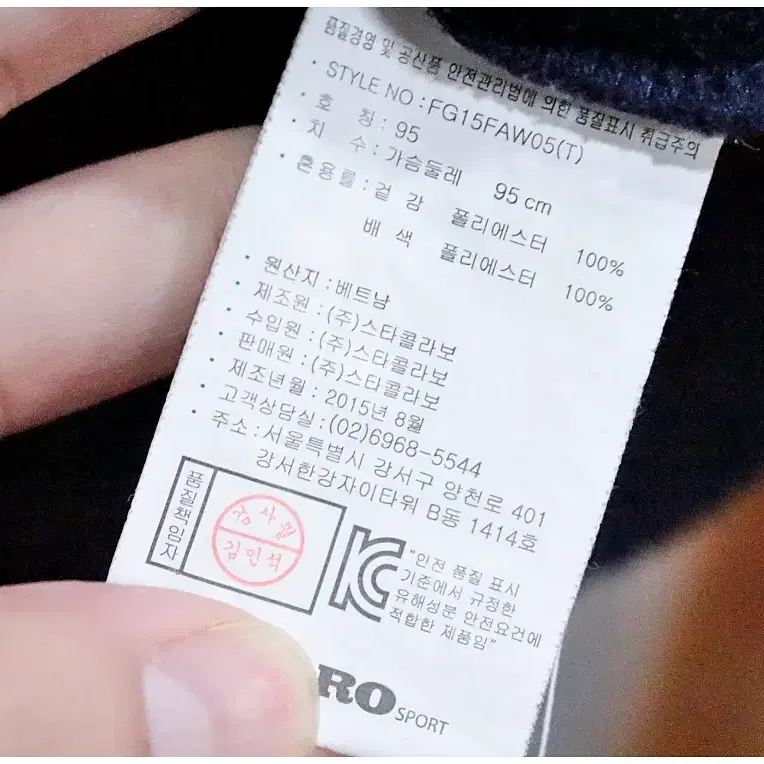 품질경영 및 공산품 안전관리법에 의한 품질표시 취급주의
· STYLE NO : FG15FAW05(T)
· 호 칭 : 95
· 치 수 : 가슴둘레 95 cm
· 혼용률 : 겉 감 폴리에스터 100%
배 색 폴리에스터 100%
· 원산지 : 베트남
· 제조원 : (주)스타콜라보
· 수입원 : (주)스타콜라보
· 판매원 : (주)스타콜라보
· 제조년월 : 2015년 8월
· 고객상담실 : (02)6968-5544
· 주소 : 서울특별시 강서구 양천로 401
강서한강자이타워 B동 1414호
품질책임자
검사필
김민석
KC
"안전 품질 표시
기준에서 규정한
유해성분 안전요건에
적합한 제품임"
RO SPORT